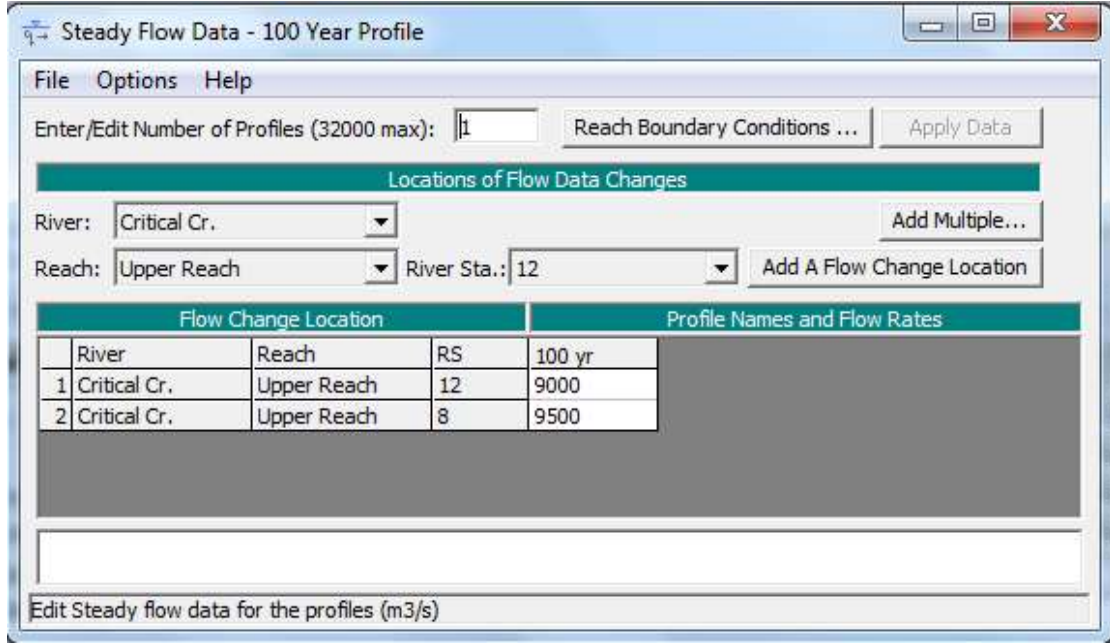 Steady Flow Data - 100 Year Profile
File Options Help
Enter/Edit Number of Profiles (32000 max): 1 Reach Boundary Conditions ... Apply Data
Locations of Flow Data Changes
River: Critical Cr. Add Multiple...
Reach: Upper Reach River Sta.: 12 Add A Flow Change Location
Flow Change Location Profile Names and Flow Rates
River Reach RS 100 yr
1 Critical Cr. Upper Reach 12 9000
2 Critical Cr. Upper Reach 8 9500
Edit Steady flow data for the profiles (m3/s)